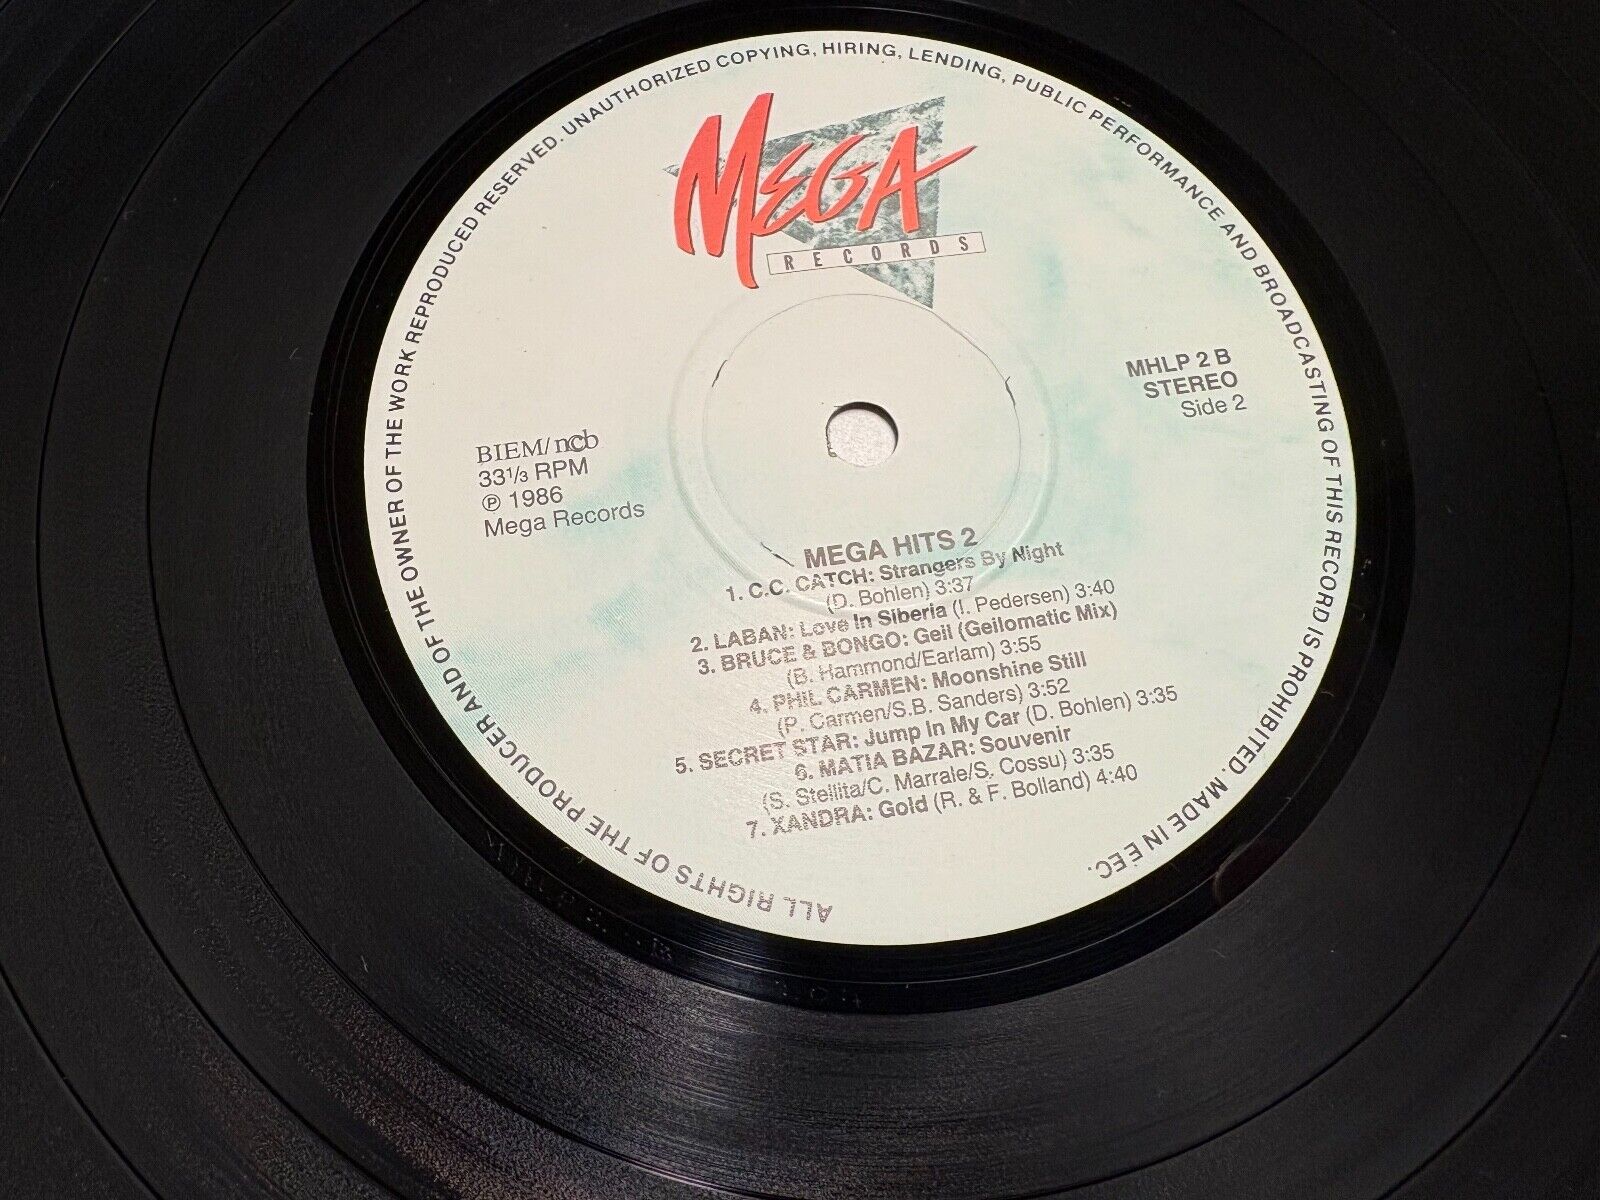 ALL RIGHTS OF THE PRODUCER AND OF THE OWNER OF THE WORK REPRODUCED RESERVED. UNAUTHORIZED COPYING, HIRING, LENDING, PUBLIC PERFORMANCE AND BROADCASTING OF THIS RECORD IS PROHIBITED. MADE IN EEC.
MEGA
RECORDS
MHLP 2 B
STEREO
Side 2
BIEM/ncb
33⅓ RPM
℗ 1986
Mega Records
MEGA HITS 2
1. C.C. CATCH: Strangers By Night
(D. Bohlen) 3:37
2. LABAN: Love In Siberia (I. Pedersen) 3:40
3. BRUCE & BONGO: Geil (Geilomatic Mix)
(B. Hammond/Earlam) 3:55
4. PHIL CARMEN: Moonshine Still
(P. Carmen/S.B. Sanders) 3:52
5. SECRET STAR: Jump In My Car (D. Bohlen) 3:35
6. MATIA BAZAR: Souvenir
(S. Stellita/C. Marrale/S. Cossu) 3:35
7. XANDRA: Gold (R. & F. Bolland) 4:40